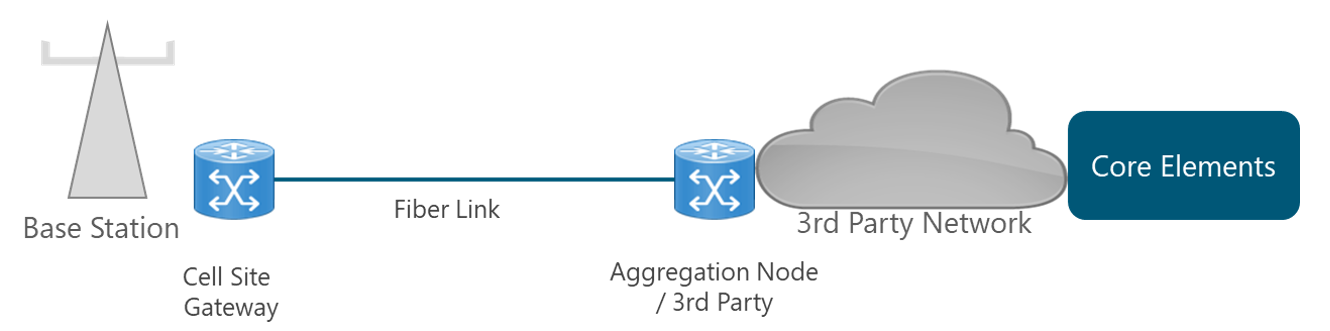 Core Elements
Fiber Link
3rd Party Network
Base Station
Cell Site
Gateway
Aggregation Node
/ 3rd Party